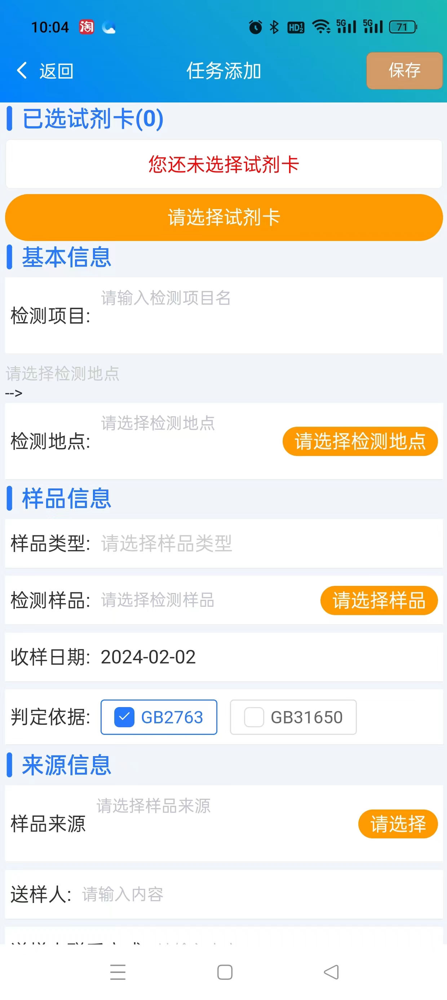 10:04 淘 HD 1 2 5G 5G 71
返回 任务添加 保存
已选试剂卡(0)
您还未选择试剂卡
请选择试剂卡
基本信息
检测项目: 请输入检测项目名
请选择检测地点
-->
检测地点: 请选择检测地点 请选择检测地点
样品信息
样品类型: 请选择样品类型
检测样品: 请选择检测样品 请选择样品
收样日期: 2024-02-02
判定依据: GB2763 GB31650
来源信息
样品来源 请选择样品来源 请选择
送样人: 请输入内容